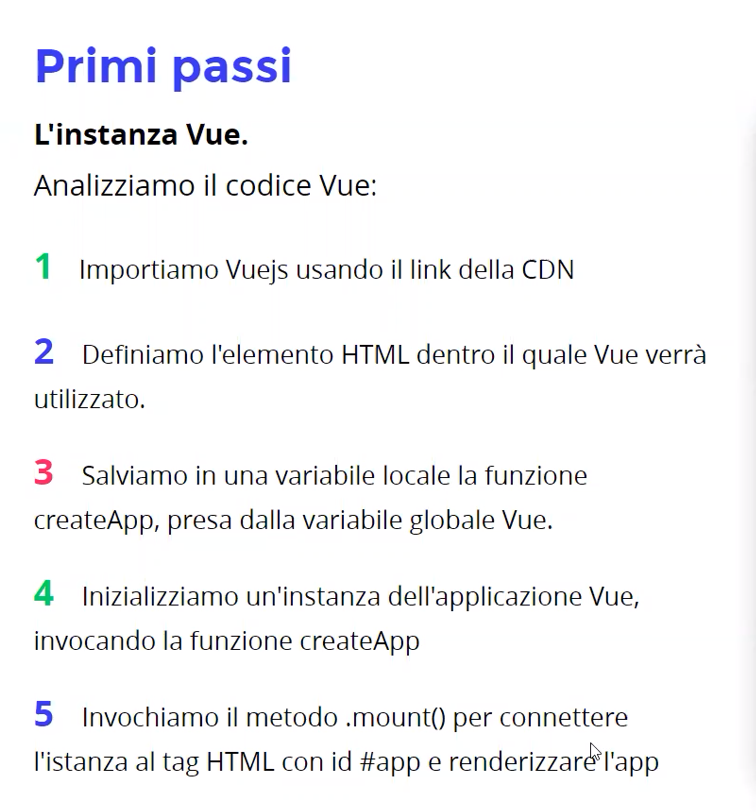 Primi passi
L'instanza Vue.
Analizziamo il codice Vue:
1 Importiamo Vuejs usando il link della CDN
2 Definiamo l'elemento HTML dentro il quale Vue verrà
utilizzato.
3 Salviamo in una variabile locale la funzione
createApp, presa dalla variabile globale Vue.
4 Inizializziamo un'instanza dell'applicazione Vue,
invocando la funzione createApp
5 Invochiamo il metodo .mount() per connettere
l'istanza al tag HTML con id #app e renderizzare l'app